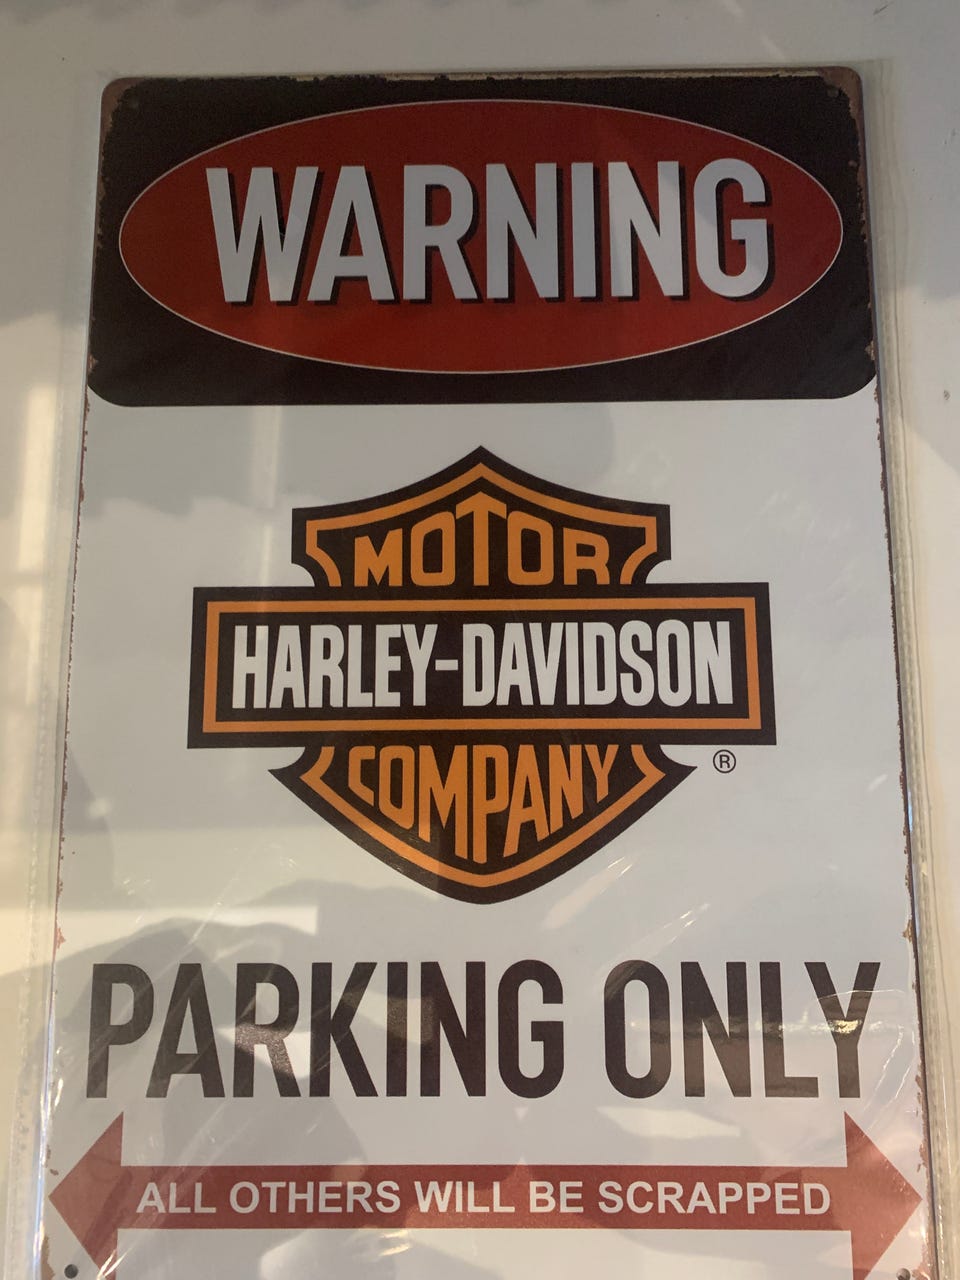 WARNING
MOTOR
HARLEY-DAVIDSON
COMPANY
®
PARKING ONLY
ALL OTHERS WILL BE SCRAPPED